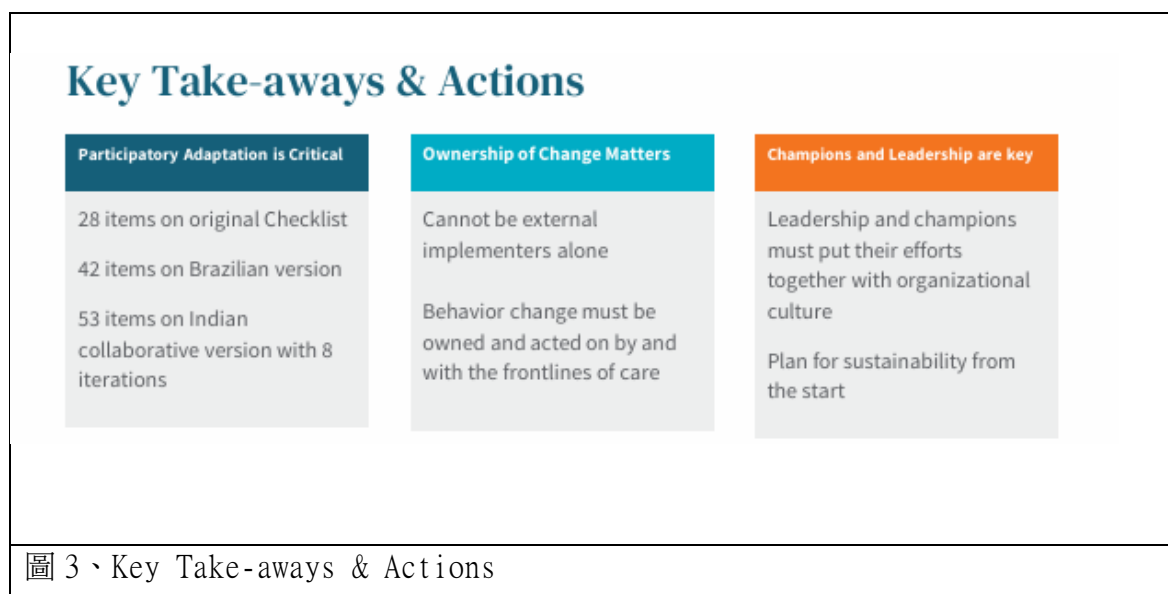 Key Take-aways & Actions
Participatory Adaptation is Critical
28 items on original Checklist
42 items on Brazilian version
53 items on Indian
collaborative version with 8
iterations
Ownership of Change Matters
Cannot be external
implementers alone
Behavior change must be
owned and acted on by and
with the frontlines of care
Champions and Leadership are key
Leadership and champions
must put their efforts
together with organizational
culture
Plan for sustainability from
the start
圖 3、Key Take-aways & Actions